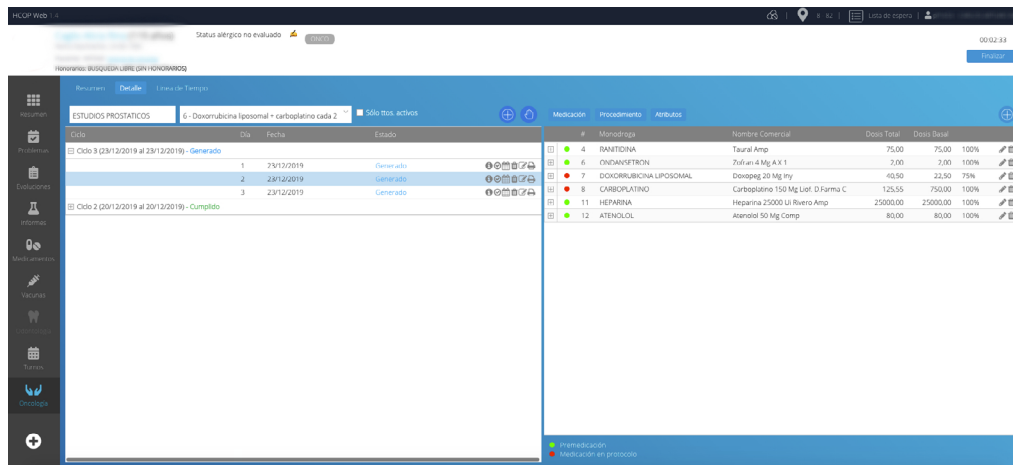 HCOP Web 1.4
8 : 82
Lista de espera
Status alérgico no evaluado
ONCO
00:02:33
Honorarios: BUSQUEDA LIBRE (SIN HONORARIOS)
Finalizar
Resumen Detalle Linea de Tiempo
ESTUDIOS PROSTATICOS
6 - Doxorrubicina liposomal + carboplatino cada 2
Sólo ttos. activos
Medicación Procedimiento Atributos
Ciclo Día Fecha Estado
Ciclo 3 (23/12/2019 al 23/12/2019) - Generado
1 23/12/2019 Generado
2 23/12/2019 Generado
3 23/12/2019 Generado
Ciclo 2 (20/12/2019 al 20/12/2019) - Cumplido
# Monodroga Nombre Comercial Dosis Total Dosis Basal
4 RANITIDINA Taural Amp 75,00 75,00 100%
6 ONDANSETRON Zofran 4 Mg A X 1 2,00 2,00 100%
7 DOXORRUBICINA LIPOSOMAL Doxopeg 20 Mg Iny 40,50 22,50 75%
8 CARBOPLATINO Carboplatino 150 Mg Liof. D.Farma C 125,55 750,00 100%
11 HEPARINA Heparina 25000 Ui Rivero Amp 25000,00 25000,00 100%
12 ATENOLOL Atenolol 50 Mg Comp 80,00 80,00 100%
Premedicación
Medicación en protocolo
Resumen
Problemas
Evoluciones
Informes
Medicamentos
Vacunas
Turnos
Oncología